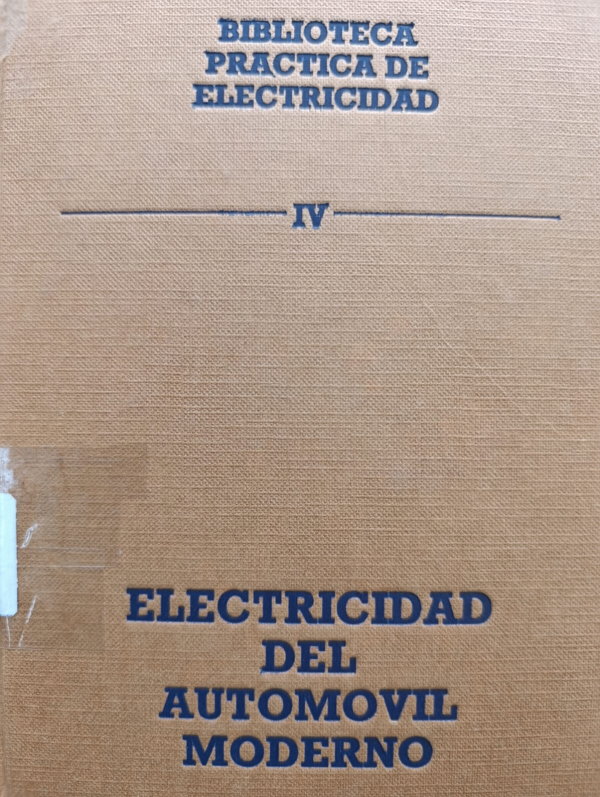 BIBLIOTECA
PRACTICA DE
ELECTRICIDAD
IV
ELECTRICIDAD
DEL
AUTOMOVIL
MODERNO